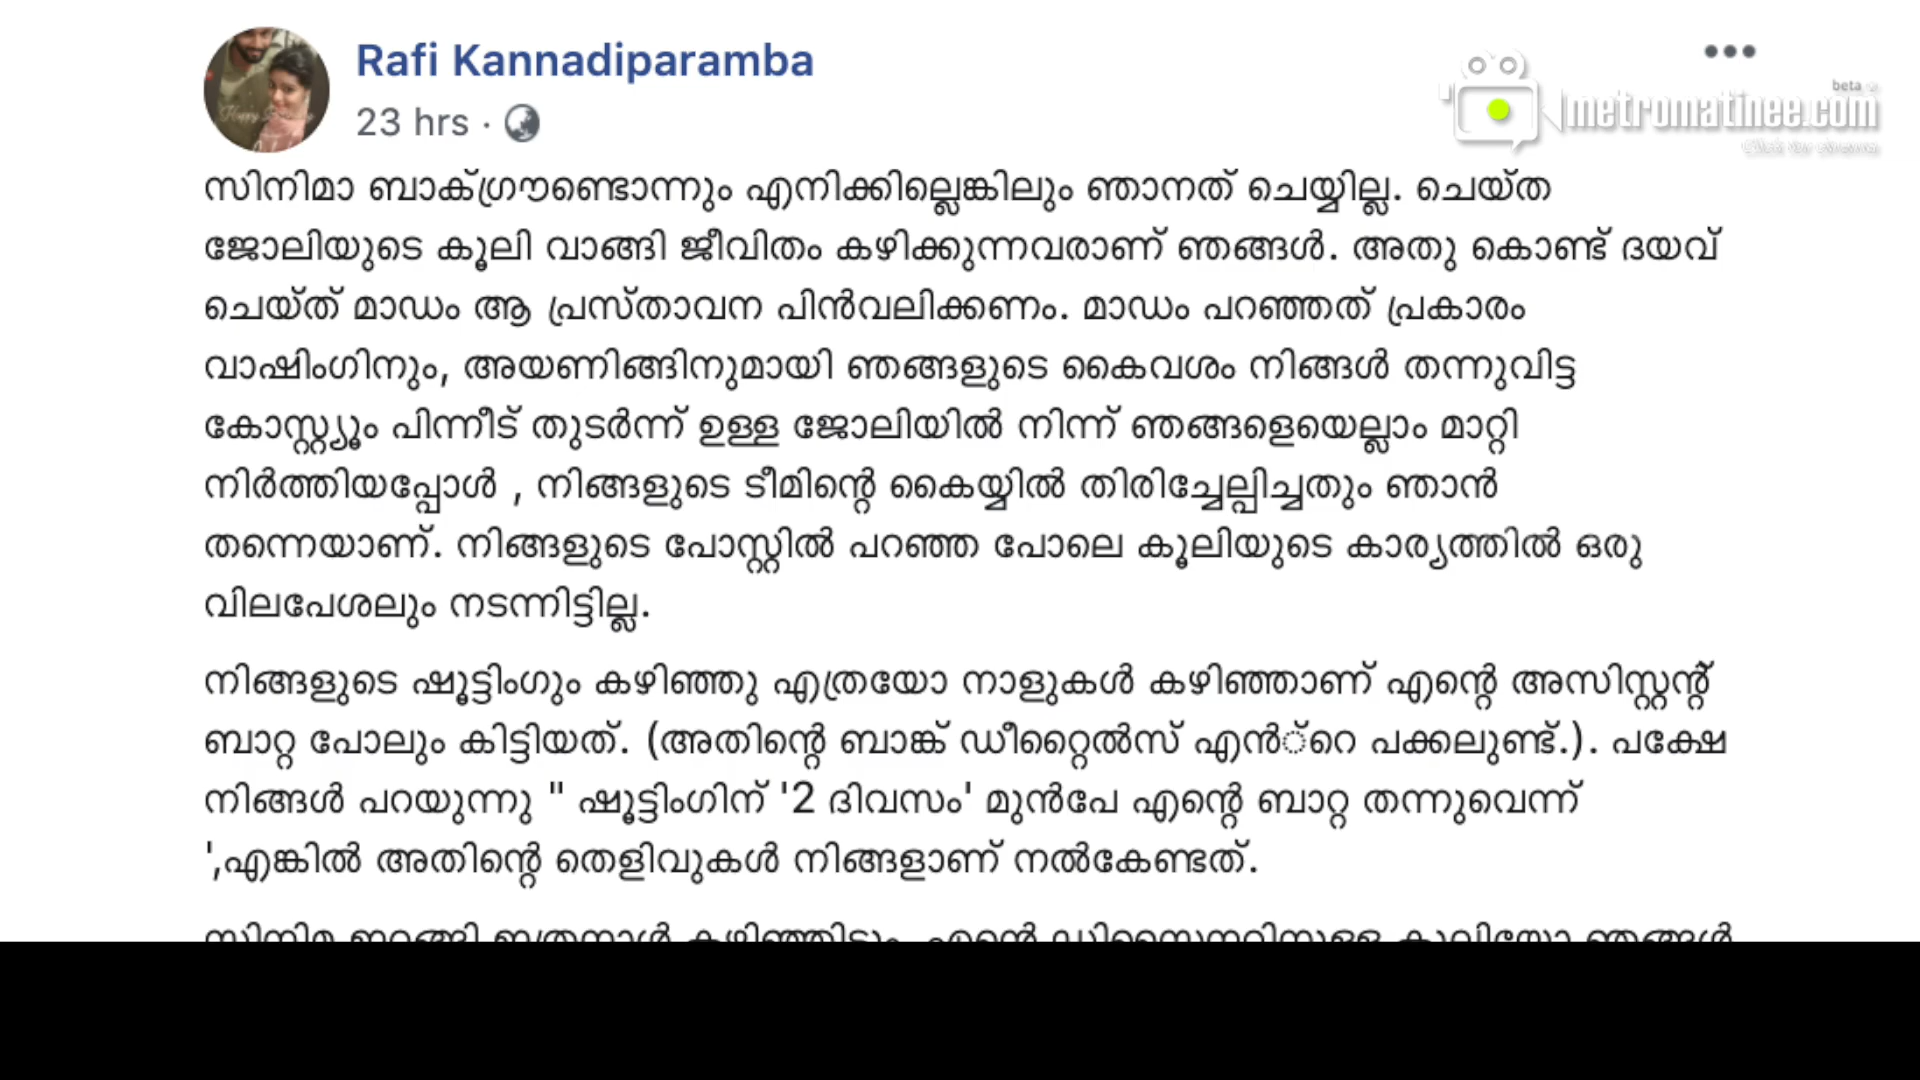 Rafi Kannadiparamba
23 hrs ·
beta
metromatinee.com
സിനിമാ ബാക്ഗ്രൗണ്ടൊന്നും എനിക്കില്ലെങ്കിലും ഞാനത് ചെയ്യില്ല. ചെയ്ത
ജോലിയുടെ കൂലി വാങ്ങി ജീവിതം കഴിക്കുന്നവരാണ് ഞങ്ങൾ. അതു കൊണ്ട് ദയവ്
ചെയ്ത് മാഡം ആ പ്രസ്താവന പിൻവലിക്കണം. മാഡം പറഞ്ഞത് പ്രകാരം
വാഷിംഗിനും, അയണിങ്ങിനുമായി ഞങ്ങളുടെ കൈവശം നിങ്ങൾ തന്നുവിട്ട
കോസ്റ്റ്യൂം പിന്നീട് തുടർന്ന് ഉള്ള ജോലിയിൽ നിന്ന് ഞങ്ങളെയെല്ലാം മാറ്റി
നിർത്തിയപ്പോൾ , നിങ്ങളുടെ ടീമിന്റെ കൈയ്യിൽ തിരിച്ചേല്പിച്ചതും ഞാൻ
തന്നെയാണ്. നിങ്ങളുടെ പോസ്റ്റിൽ പറഞ്ഞ പോലെ കൂലിയുടെ കാര്യത്തിൽ ഒരു
വിലപേശലും നടന്നിട്ടില്ല.
നിങ്ങളുടെ ഷൂട്ടിംഗും കഴിഞ്ഞു എത്രയോ നാളുകൾ കഴിഞ്ഞാണ് എന്റെ അസിസ്റ്റന്റ്
ബാറ്റ പോലും കിട്ടിയത്. (അതിന്റെ ബാങ്ക് ഡീറ്റൈൽസ് എൻ്റെ പക്കലുണ്ട്.). പക്ഷേ
നിങ്ങൾ പറയുന്നു " ഷൂട്ടിംഗിന് '2 ദിവസം' മുൻപേ എന്റെ ബാറ്റ തന്നുവെന്ന്
',എങ്കിൽ അതിന്റെ തെളിവുകൾ നിങ്ങളാണ് നൽകേണ്ടത്.